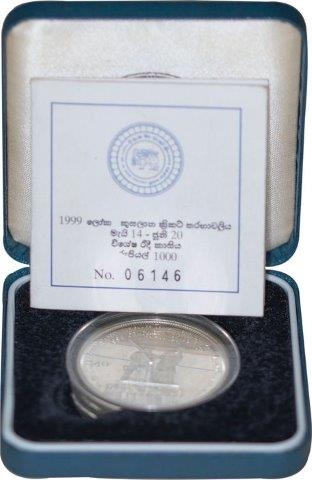 1999 ලෝක කුසලාන ක්‍රිකට් තරඟාවලිය
මැයි 14 - ජූනි 20
විශේෂ රිදී කාසිය
රුපියල් 1000
No. 06146